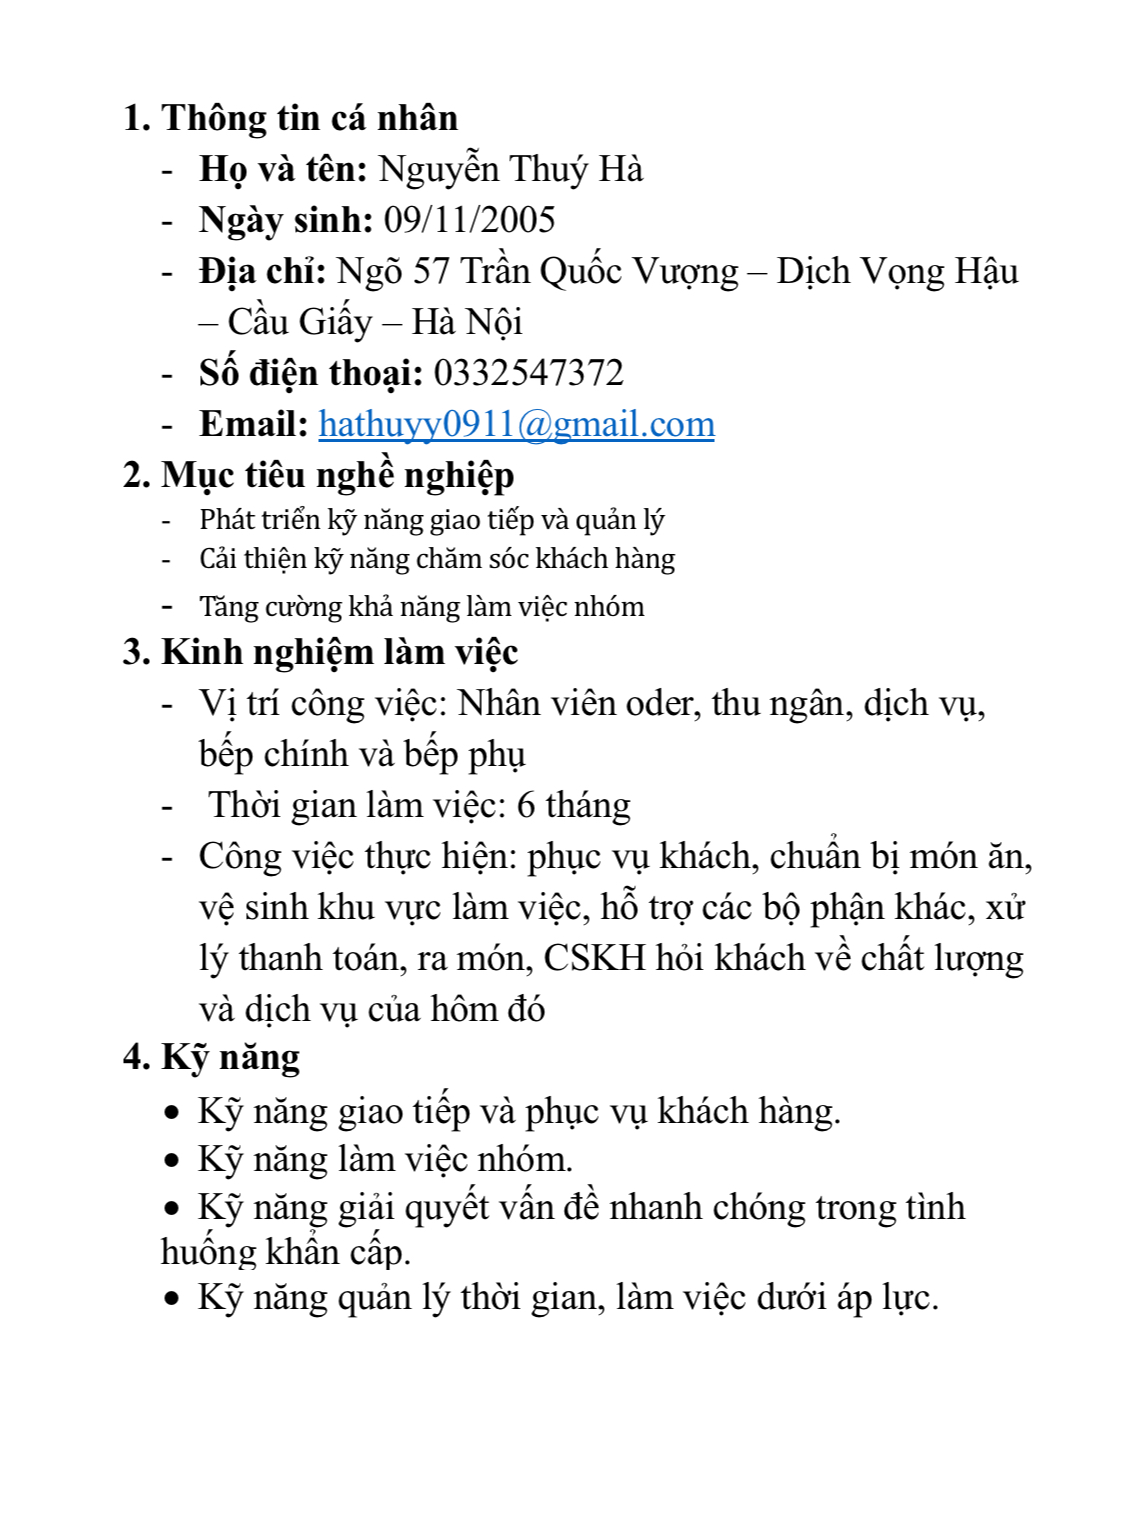 1. Thông tin cá nhân
- Họ và tên: Nguyễn Thuý Hà
- Ngày sinh: 09/11/2005
- Địa chỉ: Ngõ 57 Trần Quốc Vượng – Dịch Vọng Hậu
– Cầu Giấy – Hà Nội
- Số điện thoại: 0332547372
- Email: hathuyy0911@gmail.com
2. Mục tiêu nghề nghiệp
- Phát triển kỹ năng giao tiếp và quản lý
- Cải thiện kỹ năng chăm sóc khách hàng
- Tăng cường khả năng làm việc nhóm
3. Kinh nghiệm làm việc
- Vị trí công việc: Nhân viên oder, thu ngân, dịch vụ,
bếp chính và bếp phụ
- Thời gian làm việc: 6 tháng
- Công việc thực hiện: phục vụ khách, chuẩn bị món ăn,
vệ sinh khu vực làm việc, hỗ trợ các bộ phận khác, xử
lý thanh toán, ra món, CSKH hỏi khách về chất lượng
và dịch vụ của hôm đó
4. Kỹ năng
• Kỹ năng giao tiếp và phục vụ khách hàng.
• Kỹ năng làm việc nhóm.
• Kỹ năng giải quyết vấn đề nhanh chóng trong tình
huống khẩn cấp.
• Kỹ năng quản lý thời gian, làm việc dưới áp lực.